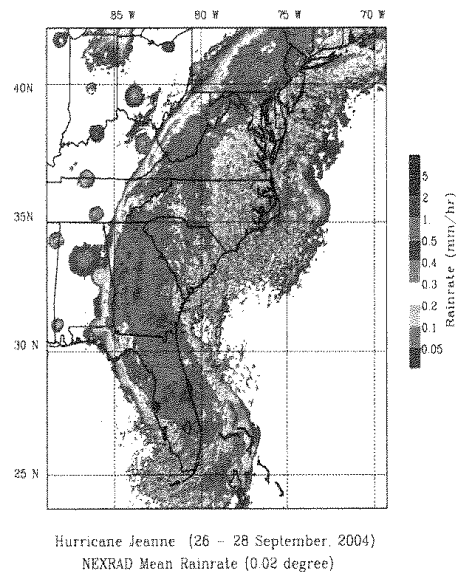 85 W 80 W 75 W 70 W
40N
35N
30 N
25 N
5
2
1
0.5
0.4
0.3
0.2
0.1
0.05
Rainrate (mm/hr)
Hurricane Jeanne (26 - 28 September, 2004)
NEXRAD Mean Rainrate (0.02 degree)